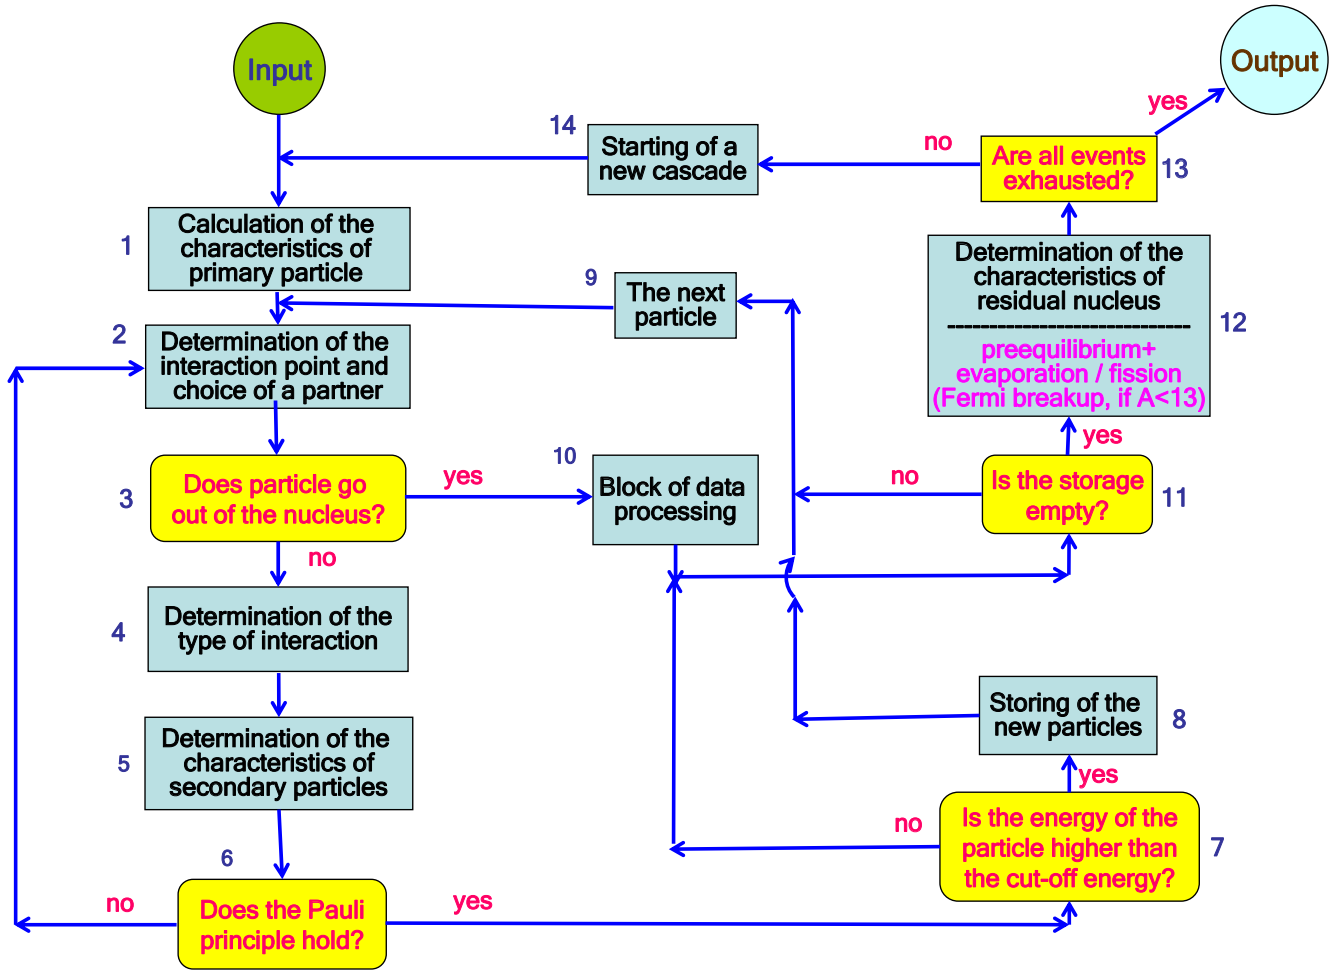 Input
Output
yes
14
Starting of a
new cascade
no
Are all events
exhausted?
13
1
Calculation of the
characteristics of
primary particle
9
The next
particle
Determination of the
characteristics of
residual nucleus
-----------------------------
preequilibrium+
evaporation / fission
(Fermi breakup, if A<13)
12
2
Determination of the
interaction point and
choice of a partner
yes
3
Does particle go
out of the nucleus?
yes
10
Block of data
processing
no
Is the storage
empty?
11
no
4
Determination of the
type of interaction
5
Determination of the
characteristics of
secondary particles
Storing of the
new particles
8
yes
6
no
Is the energy of the
particle higher than
the cut-off energy?
7
no
Does the Pauli
principle hold?
yes